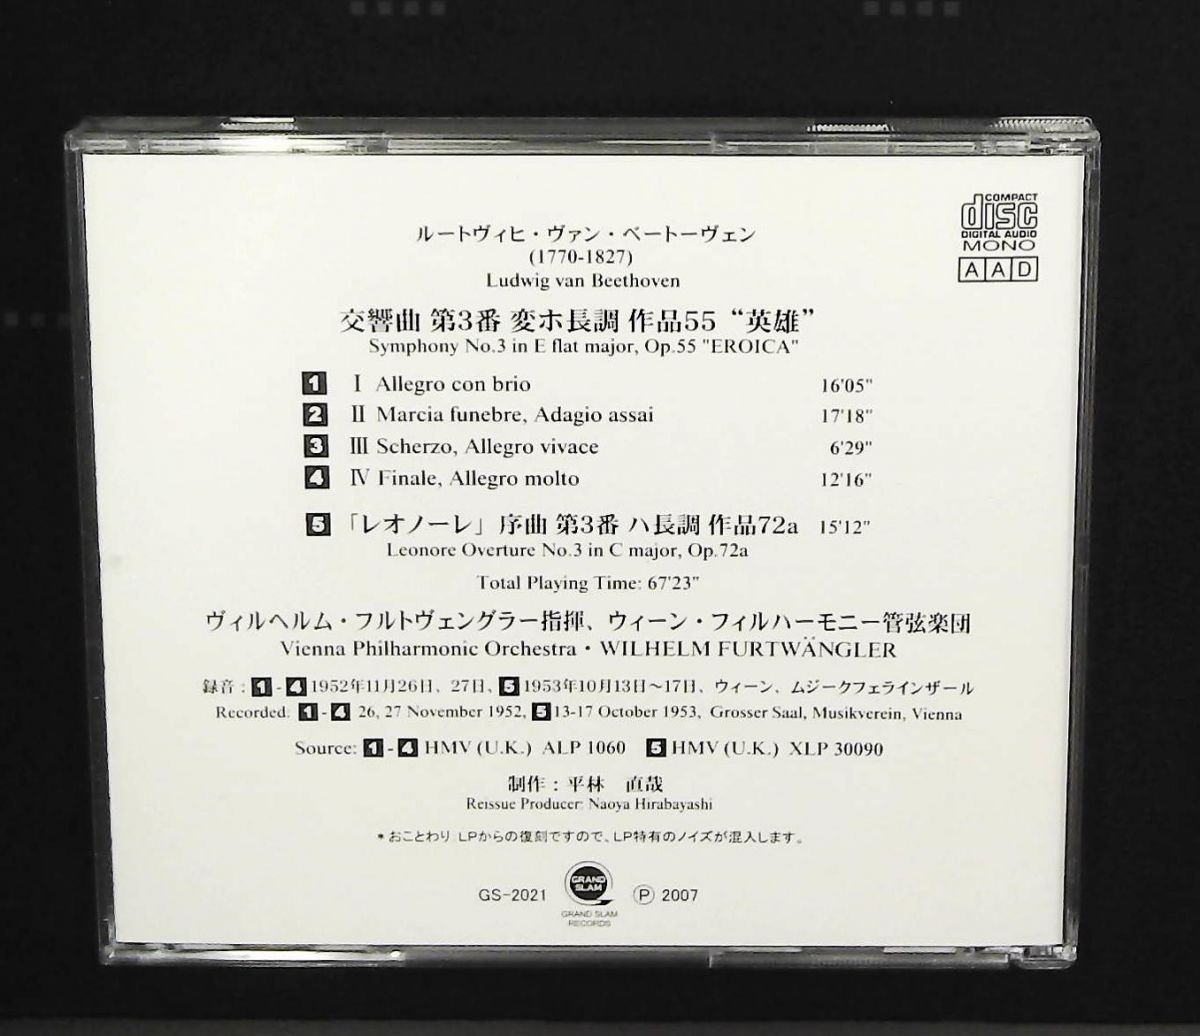 COMPACT
disc
DIGITAL AUDIO
MONO
A A D
ルートヴィヒ・ヴァン・ベートーヴェン
(1770-1827)
Ludwig van Beethoven
交響曲 第3番 変ホ長調 作品55 “英雄”
Symphony No.3 in E flat major, Op.55 "EROICA"
1 Ⅰ Allegro con brio 16'05"
2 Ⅱ Marcia funebre, Adagio assai 17'18"
3 Ⅲ Scherzo, Allegro vivace 6'29"
4 Ⅳ Finale, Allegro molto 12'16"
5 「レオノーレ」序曲 第3番 ハ長調 作品72a 15'12"
Leonore Overture No.3 in C major, Op.72a
Total Playing Time: 67'23"
ヴィルヘルム・フルトヴェングラー指揮、ウィーン・フィルハーモニー管弦楽団
Vienna Philharmonic Orchestra・WILHELM FURTWÄNGLER
録音：1-4 1952年11月26日、27日、5 1953年10月13日～17日、ウィーン、ムジークフェラインザール
Recorded: 1-4 26, 27 November 1952, 5 13-17 October 1953, Grosser Saal, Musikverein, Vienna
Source: 1-4 HMV (U.K.) ALP 1060 5 HMV (U.K.) XLP 30090
制作：平林 直哉
Reissue Producer: Naoya Hirabayashi
*おことわり LPからの復刻ですので、LP特有のノイズが混入します。
GS-2021 GRAND SLAM Ⓟ 2007
GRAND SLAM
RECORDS